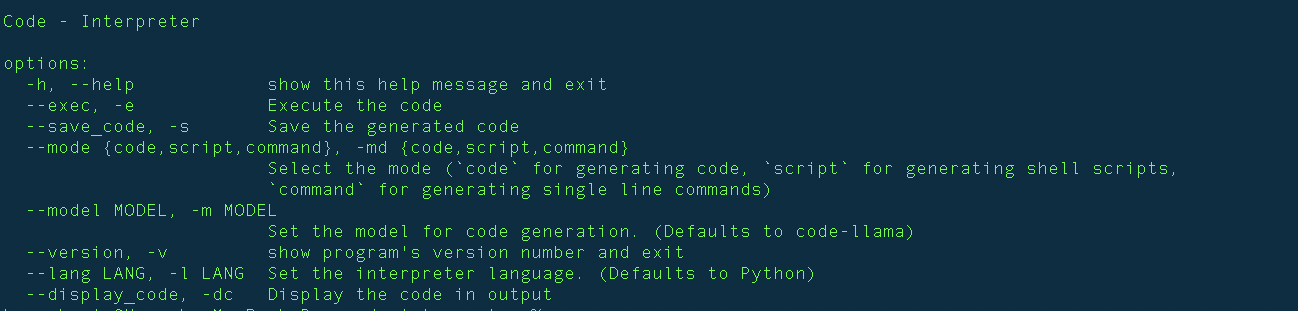 Code - Interpreter
options:
-h, --help show this help message and exit
--exec, -e Execute the code
--save_code, -s Save the generated code
--mode {code,script,command}, -md {code,script,command}
Select the mode (`code` for generating code, `script` for generating shell scripts,
`command` for generating single line commands)
--model MODEL, -m MODEL
Set the model for code generation. (Defaults to code-llama)
--version, -v show program's version number and exit
--lang LANG, -l LANG Set the interpreter language. (Defaults to Python)
--display_code, -dc Display the code in output